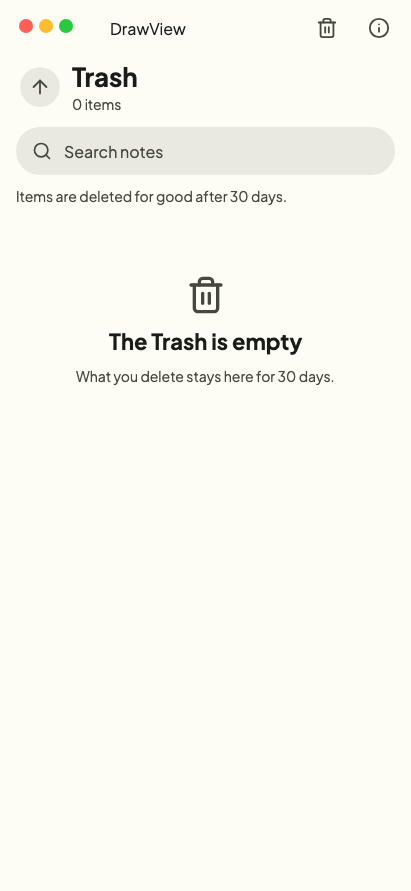 DrawView
Trash
0 items
Search notes
Items are deleted for good after 30 days.
The Trash is empty
What you delete stays here for 30 days.